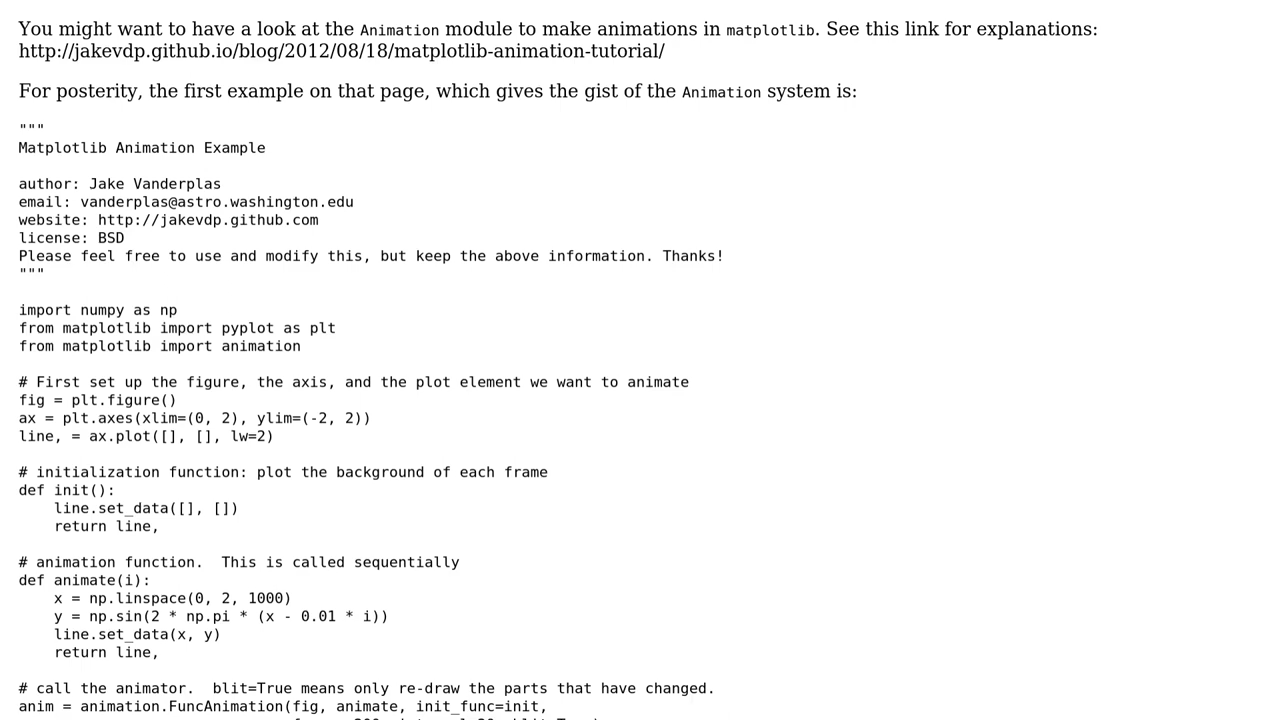 You might want to have a look at the Animation module to make animations in matplotlib. See this link for explanations:
http://jakevdp.github.io/blog/2012/08/18/matplotlib-animation-tutorial/
For posterity, the first example on that page, which gives the gist of the Animation system is:
"""
Matplotlib Animation Example
author: Jake Vanderplas
email: vanderplas@astro.washington.edu
website: http://jakevdp.github.com
license: BSD
Please feel free to use and modify this, but keep the above information. Thanks!
"""
import numpy as np
from matplotlib import pyplot as plt
from matplotlib import animation
# First set up the figure, the axis, and the plot element we want to animate
fig = plt.figure()
ax = plt.axes(xlim=(0, 2), ylim=(-2, 2))
line, = ax.plot([], [], lw=2)
# initialization function: plot the background of each frame
def init():
    line.set_data([], [])
    return line,
# animation function.  This is called sequentially
def animate(i):
    x = np.linspace(0, 2, 1000)
    y = np.sin(2 * np.pi * (x - 0.01 * i))
    line.set_data(x, y)
    return line,
# call the animator.  blit=True means only re-draw the parts that have changed.
anim = animation.FuncAnimation(fig, animate, init_func=init,